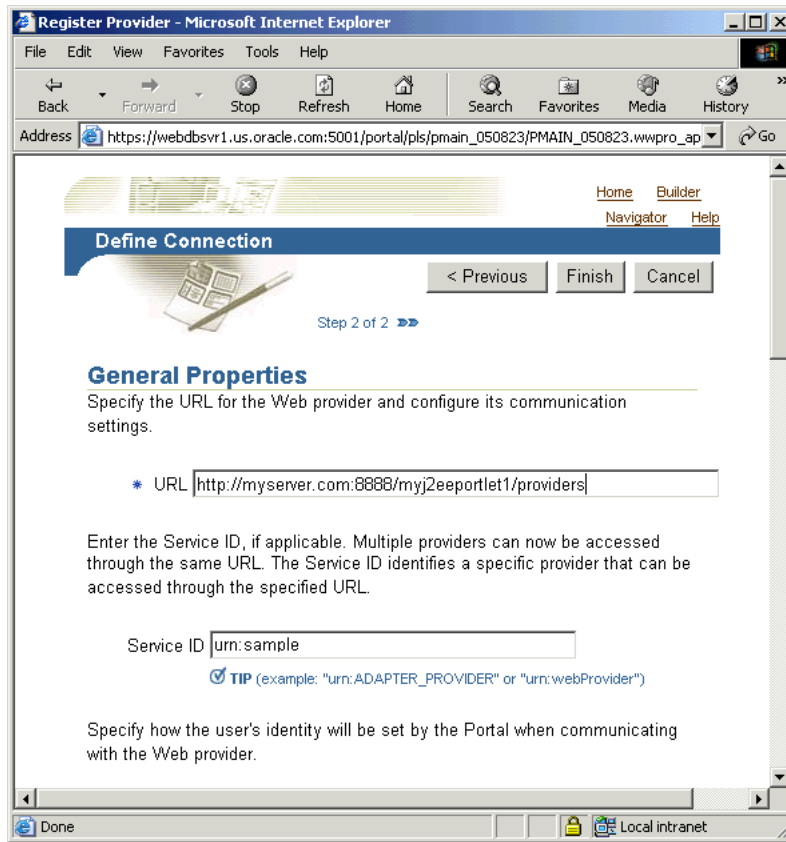 Register Provider - Microsoft Internet Explorer
File Edit View Favorites Tools Help
Back Forward Stop Refresh Home Search Favorites Media History »
Address https://webdbsvr1.us.oracle.com:5001/portal/pls/pmain_050823/PMAIN_050823.wwpro_ap Go
Home Builder
Navigator Help
Define Connection
< Previous Finish Cancel
Step 2 of 2
General Properties
Specify the URL for the Web provider and configure its communication
settings.
* URL http://myserver.com:8888/myj2eeportlet1/providers
Enter the Service ID, if applicable. Multiple providers can now be accessed
through the same URL. The Service ID identifies a specific provider that can be
accessed through the specified URL.
Service ID urn:sample
TIP (example: "urn:ADAPTER_PROVIDER" or "urn:webProvider")
Specify how the user's identity will be set by the Portal when communicating
with the Web provider.
Done Local intranet